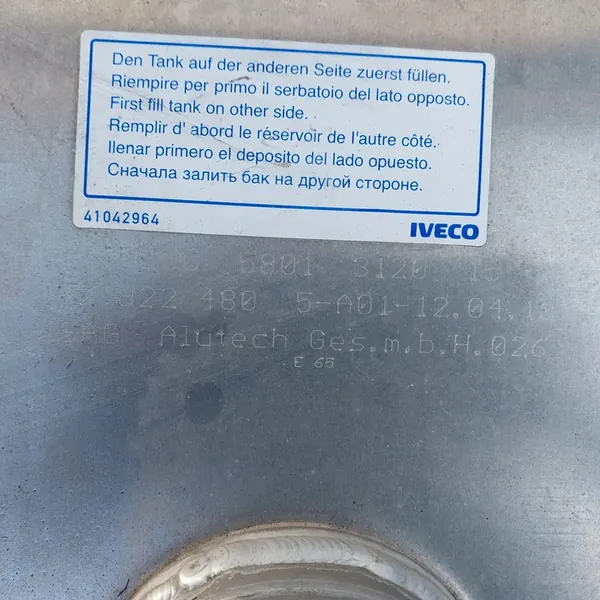 Den Tank auf der anderen Seite zuerst füllen.
Riempire per primo il serbatoio del lato opposto.
First fill tank on other side.
Remplir d' abord le réservoir de l'autre côté.
llenar primero el deposito del lado opuesto.
Сначала залить бак на другой стороне.
41042964
IVECO
5801 3120
022 480 5-A01-12.04.1
Alutech Ges.m.b.H.026
E 65